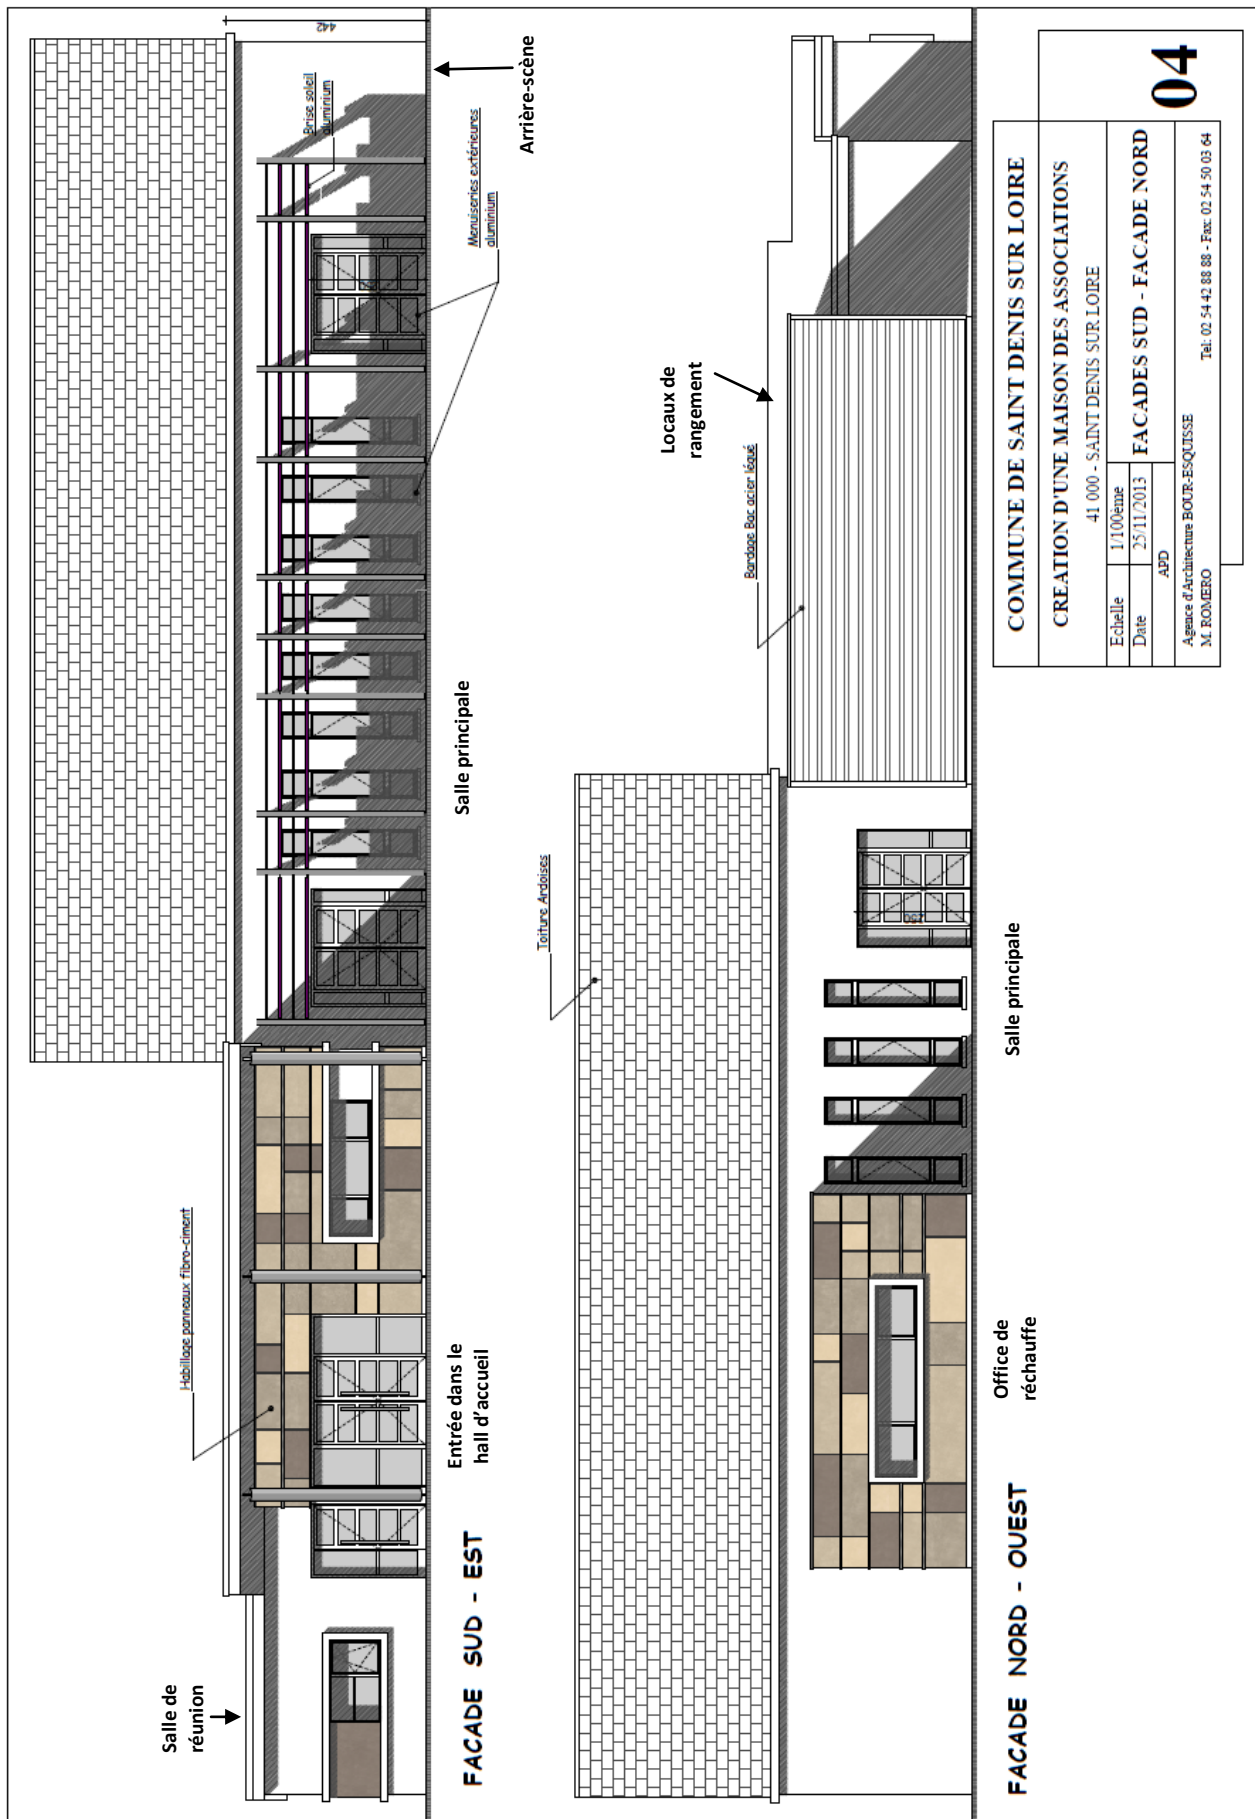 Salle de
réunion
Habillage panneaux fibro-ciment
442
Brise soleil
aluminium
Menuiseries extérieures
aluminium
Arrière-scène
Salle principale
Entrée dans le
hall d'accueil
FACADE SUD - EST
Toiture Ardoises
Locaux de
rangement
Bardage Bac acier léqué
250
Salle principale
Office de
réchauffe
FACADE NORD - OUEST
COMMUNE DE SAINT DENIS SUR LOIRE
CREATION D'UNE MAISON DES ASSOCIATIONS
41 000 - SAINT DENIS SUR LOIRE
Echelle 1/100ème
Date 25/11/2013
FACADES SUD - FACADE NORD
APD
04
Agence d'Architecture BOUR-ESQUISSE
M. ROMERO
Tel: 02 54 42 88 88 - Fax: 02 54 50 03 64